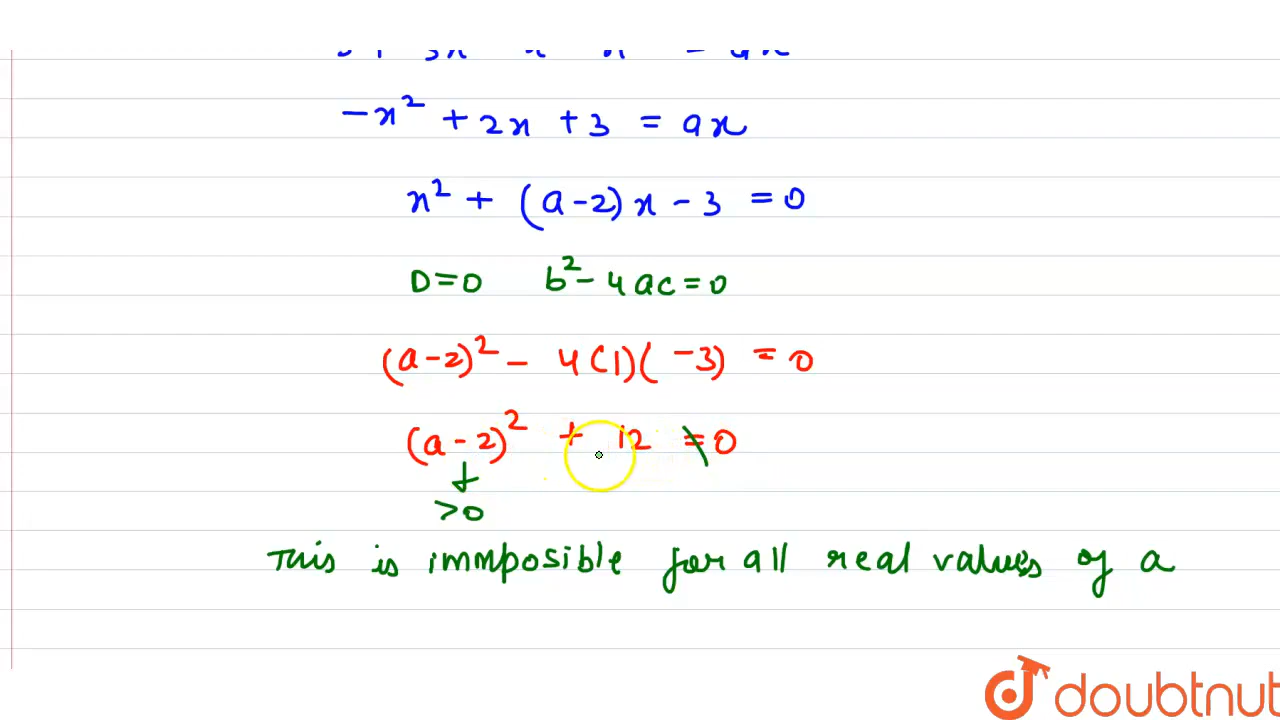 -x² + 2x + 3 = ax
x² + (a-2)x - 3 = 0
D=0 b² - 4ac = 0
(a-2)² - 4(1)(-3) = 0
(a-2)² + 12 = 0
>0
This is immposible for all real values of a
doubtnut